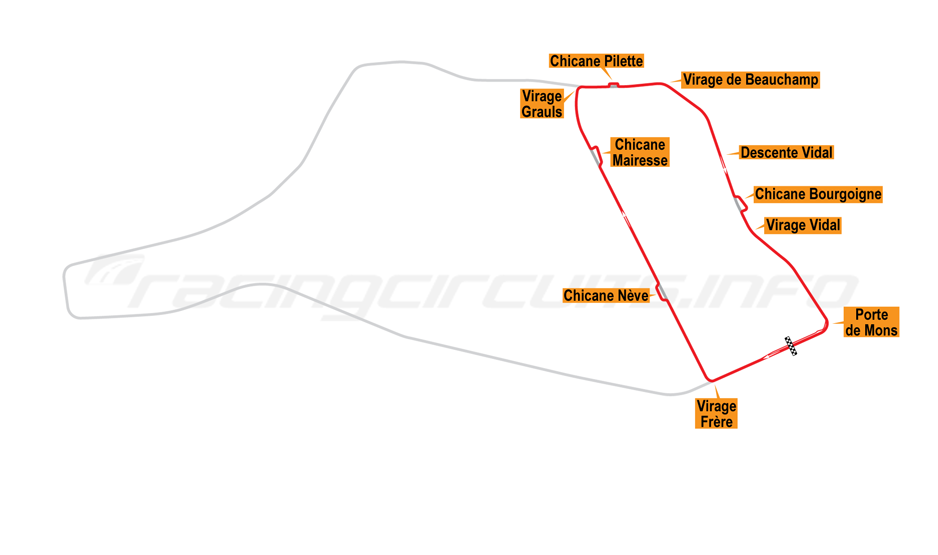 Chicane Pilette
Virage de Beauchamp
Virage
Grauls
Chicane
Mairesse
Descente Vidal
Chicane Bourgoigne
Virage Vidal
racingcircuits.info
Chicane Nève
Porte
de Mons
Virage
Frère